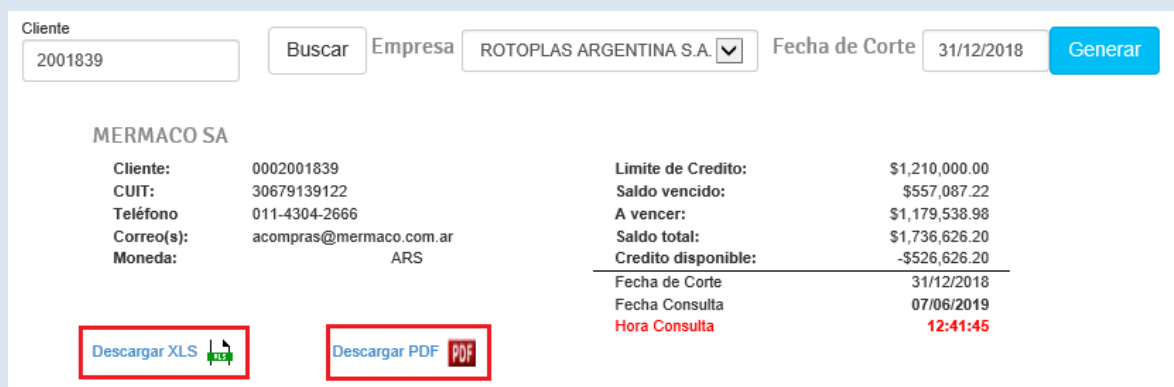 Cliente
2001839 Buscar Empresa ROTOPLAS ARGENTINA S.A. Fecha de Corte 31/12/2018 Generar
MERMACO SA
Cliente: 0002001839 Limite de Credito: $1,210,000.00
CUIT: 30679139122 Saldo vencido: $557,087.22
Teléfono 011-4304-2666 A vencer: $1,179,538.98
Correo(s): acompras@mermaco.com.ar Saldo total: $1,736,626.20
Moneda: ARS Credito disponible: -$526,626.20
Fecha de Corte 31/12/2018
Fecha Consulta 07/06/2019
Hora Consulta 12:41:45
Descargar XLS XLS Descargar PDF PDF